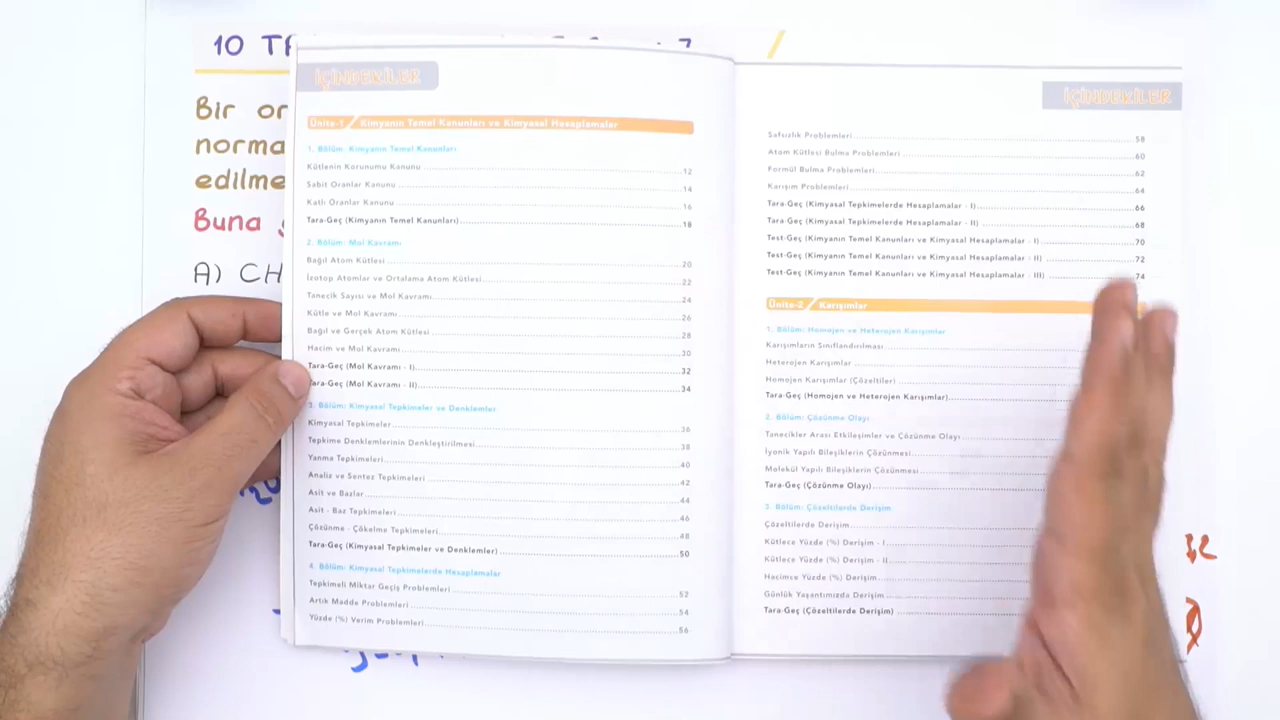 10
Bir or
norma
edilme
Buna
A) CH
İÇİNDEKİLER
Ünite-1 / Kimyanın Temel Kanunları ve Kimyasal Hesaplamalar
1. Bölüm: Kimyanın Temel Kanunları
Kütlenin Korunumu Kanunu 12
Sabit Oranlar Kanunu 14
Katlı Oranlar Kanunu 16
Tara-Geç (Kimyanın Temel Kanunları) 18
2. Bölüm: Mol Kavramı
Bağıl Atom Kütlesi 20
İzotop Atomlar ve Ortalama Atom Kütlesi 22
Tanecik Sayısı ve Mol Kavramı 24
Kütle ve Mol Kavramı 26
Bağıl ve Gerçek Atom Kütlesi 28
Hacim ve Mol Kavramı 30
Tara-Geç (Mol Kavramı - I) 32
Tara-Geç (Mol Kavramı - II) 34
3. Bölüm: Kimyasal Tepkimeler ve Denklemler
Kimyasal Tepkimeler 36
Tepkime Denklemlerinin Denkleştirilmesi 38
Yanma Tepkimeleri 40
Analiz ve Sentez Tepkimeleri 42
Asit ve Bazlar 44
Asit - Baz Tepkimeleri 46
Çözünme - Çökelme Tepkimeleri 48
Tara-Geç (Kimyasal Tepkimeler ve Denklemler) 50
4. Bölüm: Kimyasal Tepkimelerde Hesaplamalar
Tepkimeli Miktar Geçiş Problemleri 52
Artık Madde Problemleri 54
Yüzde (%) Verim Problemleri 56
İÇİNDEKİLER
Safsızlık Problemleri 58
Atom Kütlesi Bulma Problemleri 60
Formül Bulma Problemleri 62
Karışım Problemleri 64
Tara-Geç (Kimyasal Tepkimelerde Hesaplamalar - I) 66
Tara-Geç (Kimyasal Tepkimelerde Hesaplamalar - II) 68
Test-Geç (Kimyanın Temel Kanunları ve Kimyasal Hesaplamalar - I) 70
Test-Geç (Kimyanın Temel Kanunları ve Kimyasal Hesaplamalar - II) 72
Test-Geç (Kimyanın Temel Kanunları ve Kimyasal Hesaplamalar - III) 74
Ünite-2 / Karışımlar
1. Bölüm: Homojen ve Heterojen Karışımlar
Karışımların Sınıflandırılması
Heterojen Karışımlar
Homojen Karışımlar (Çözeltiler)
Tara-Geç (Homojen ve Heterojen Karışımlar)
2. Bölüm: Çözünme Olayı
Tanecikler Arası Etkileşimler ve Çözünme Olayı
İyonik Yapılı Bileşiklerin Çözünmesi
Molekül Yapılı Bileşiklerin Çözünmesi
Tara-Geç (Çözünme Olayı)
3. Bölüm: Çözeltilerde Derişim
Çözeltilerde Derişim
Kütlece Yüzde (%) Derişim - I
Kütlece Yüzde (%) Derişim - II
Hacimce Yüzde (%) Derişim
Günlük Yaşantımızda Derişim
Tara-Geç (Çözeltilerde Derişim)